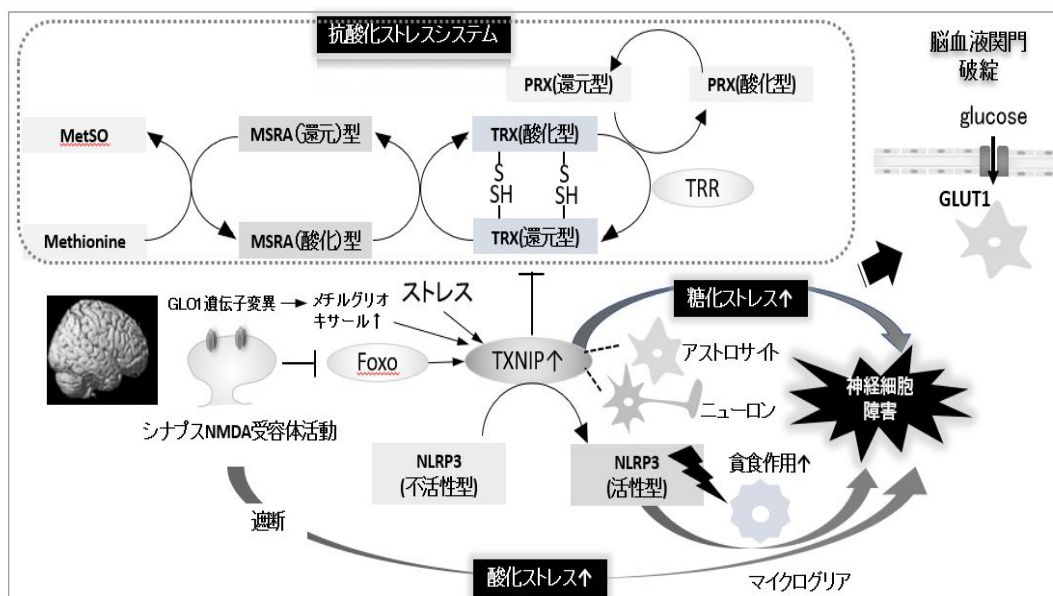 抗酸化ストレスシステム
PRX(還元型)
PRX(酸化型)
MetSO
MSRA(還元)型
TRX(酸化型)
S
S
SH
SH
TRR
Methionine
MSRA(酸化)型
TRX(還元型)
脳血液関門
破綻
glucose
GLUT1
GLO1遺伝子変異
メチルグリオ
キサール↑
ストレス
糖化ストレス↑
Foxo
TXNIP↑
アストロサイト
ニューロン
神経細胞
障害
シナプスNMDA受容体活動
NLRP3
(不活性型)
NLRP3
(活性型)
貪食作用↑
遮断
酸化ストレス↑
マイクログリア